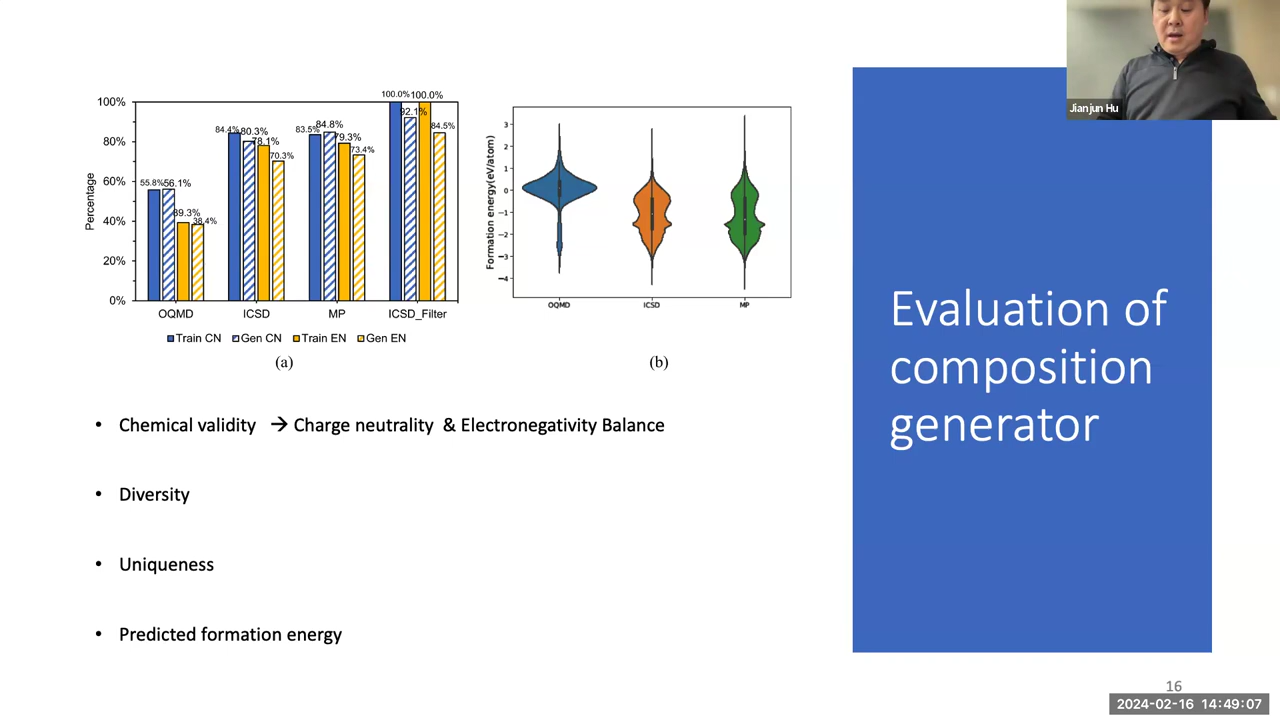 Jianjun Hu
100%
80%
60%
40%
20%
0%
Percentage
55.8%
56.1%
39.3%
38.4%
84.4%
80.3%
78.1%
70.3%
83.5%
84.8%
79.3%
73.4%
100.0%
92.1%
100.0%
84.5%
OQMD
ICSD
MP
ICSD_Filter
Train CN
Gen CN
Train EN
Gen EN
(a)
Formation energy(eV/atom)
3
2
1
0
−1
−2
−3
−4
OQMD
ICSD
MP
(b)
• Chemical validity → Charge neutrality & Electronegativity Balance
• Diversity
• Uniqueness
• Predicted formation energy
Evaluation of
composition
generator
16
2024-02-16 14:49:07